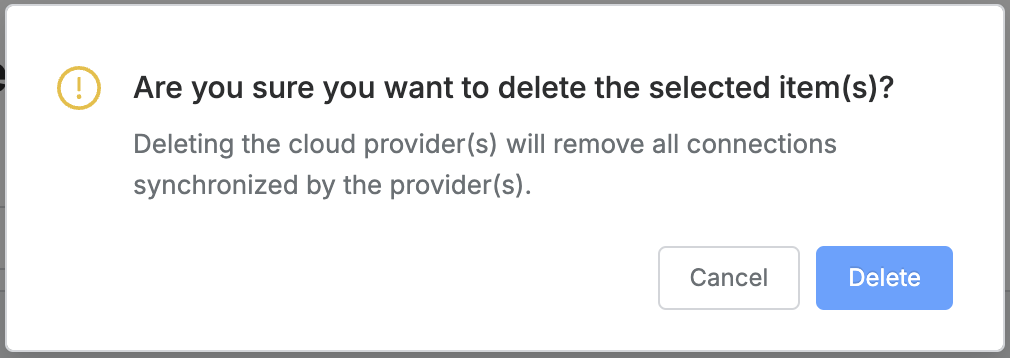 Are you sure you want to delete the selected item(s)?
Deleting the cloud provider(s) will remove all connections
synchronized by the provider(s).
Cancel
Delete